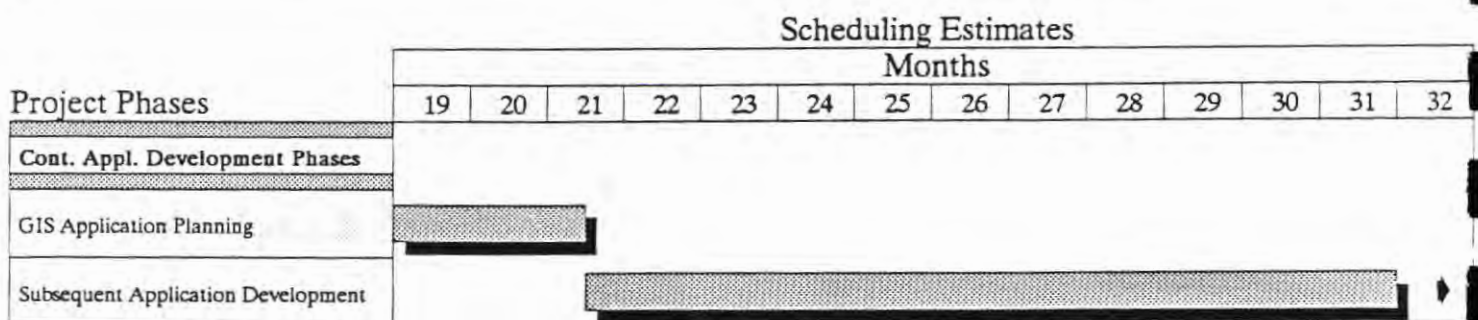 Scheduling Estimates
Months
Project Phases 19 20 21 22 23 24 25 26 27 28 29 30 31 32
Cont. Appl. Development Phases
GIS Application Planning
Subsequent Application Development